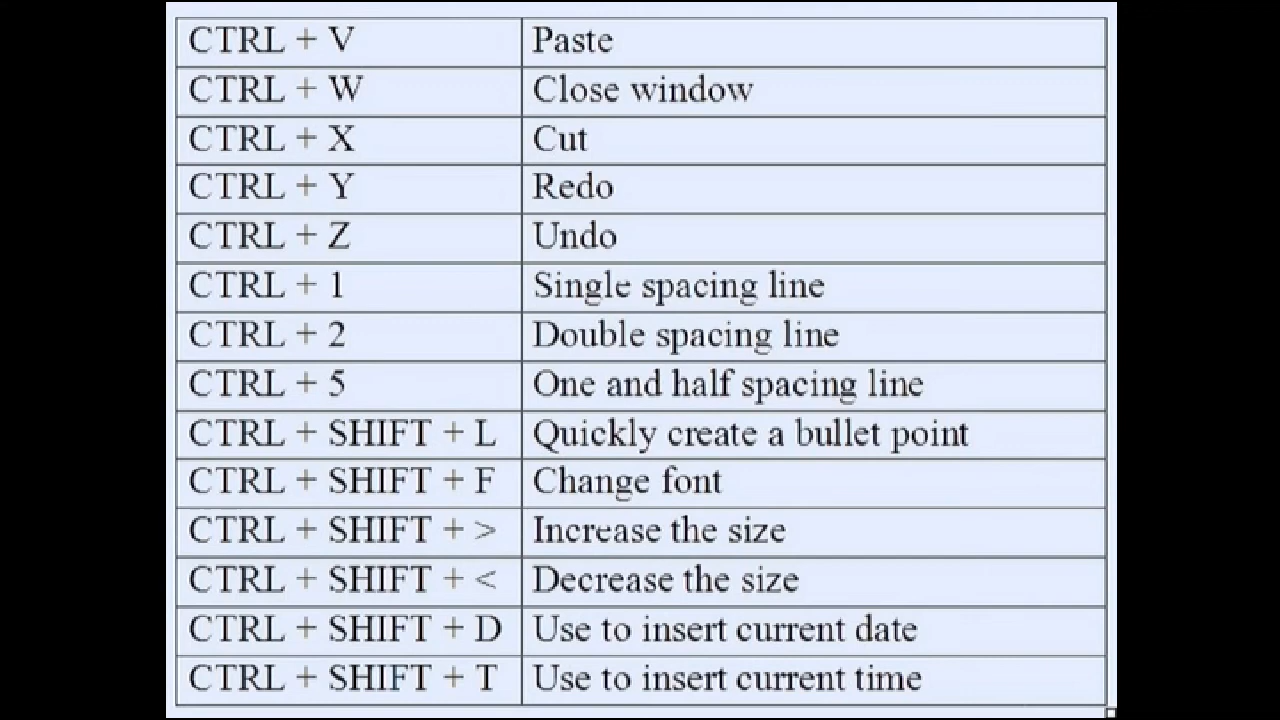 CTRL + V Paste
CTRL + W Close window
CTRL + X Cut
CTRL + Y Redo
CTRL + Z Undo
CTRL + 1 Single spacing line
CTRL + 2 Double spacing line
CTRL + 5 One and half spacing line
CTRL + SHIFT + L Quickly create a bullet point
CTRL + SHIFT + F Change font
CTRL + SHIFT + > Increase the size
CTRL + SHIFT + < Decrease the size
CTRL + SHIFT + D Use to insert current date
CTRL + SHIFT + T Use to insert current time